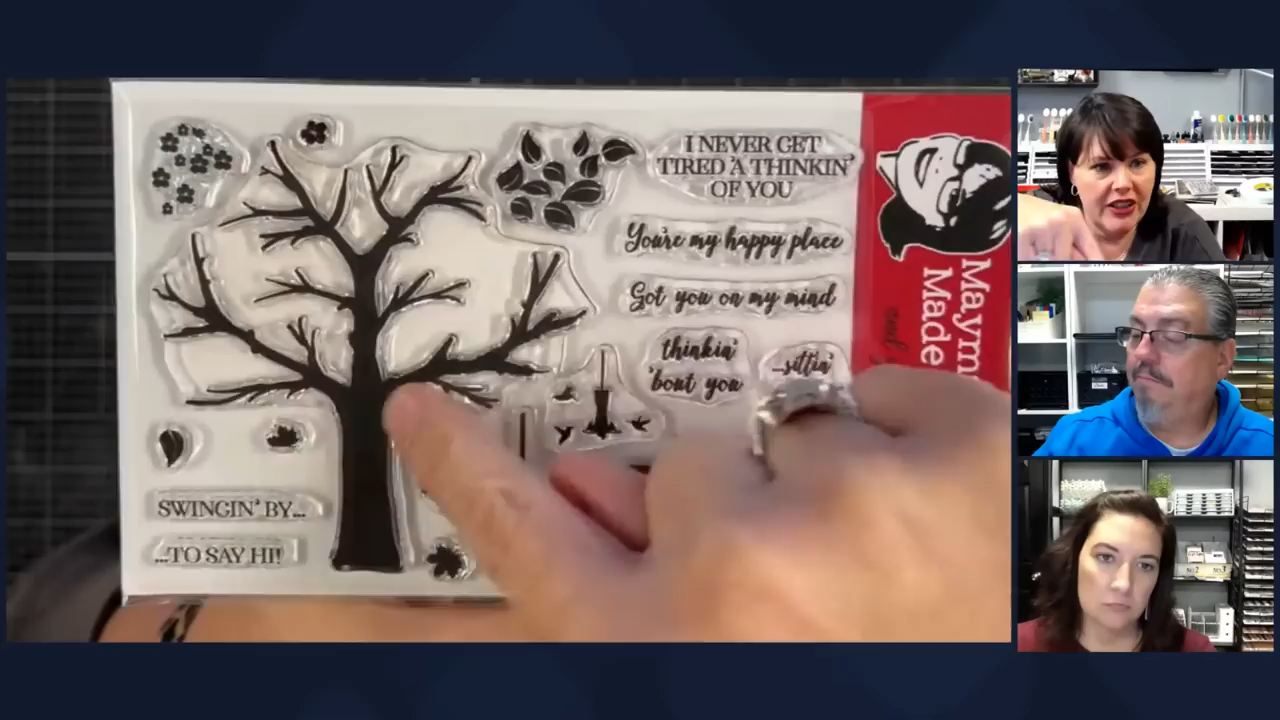 I NEVER GET
TIRED 'A THINKIN'
OF YOU
You're my happy place
Got you on my mind
thinkin'
'bout you
...sittin'
SWINGIN' BY...
...TO SAY HI!
Made